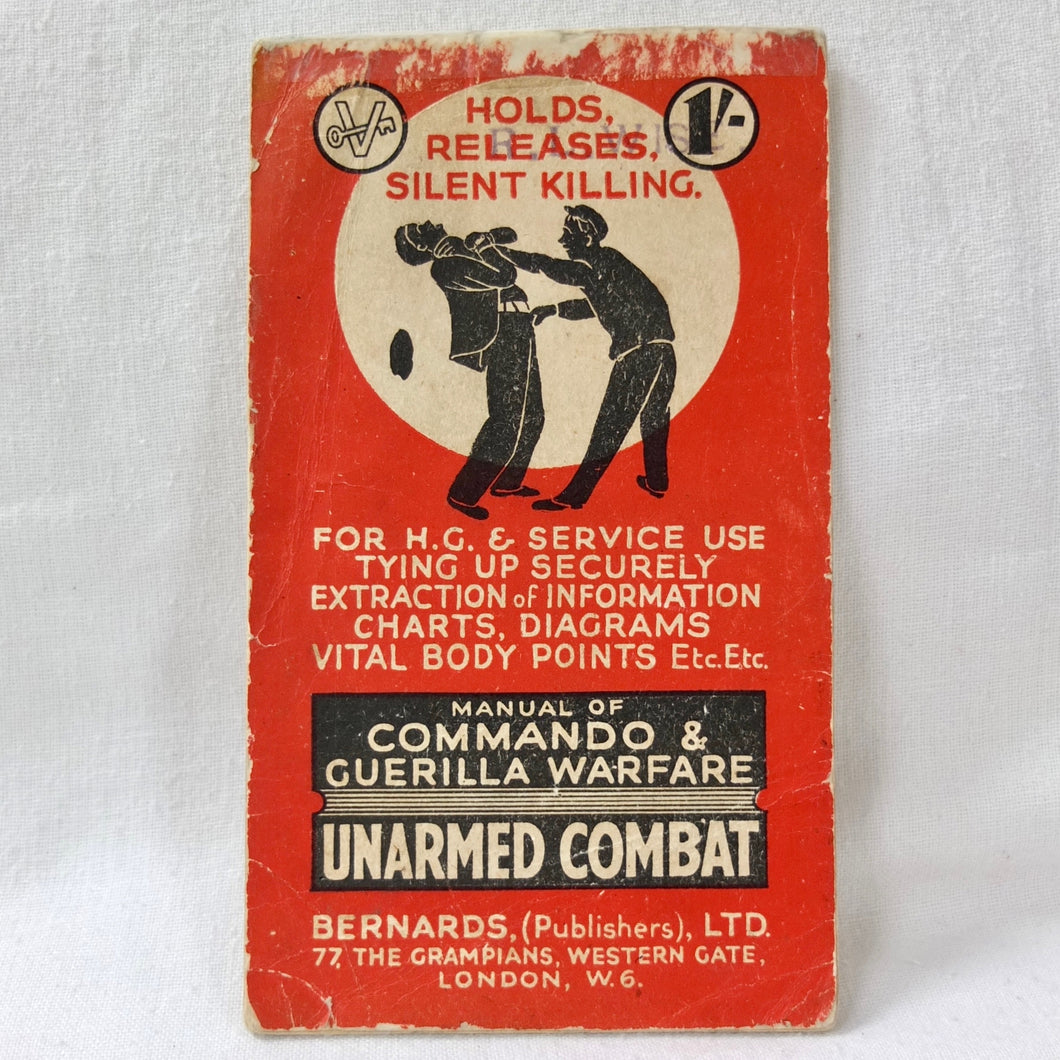 V
1/-
HOLDS,
RELEASES,
SILENT KILLING.
FOR H.G. & SERVICE USE
TYING UP SECURELY
EXTRACTION of INFORMATION
CHARTS, DIAGRAMS
VITAL BODY POINTS Etc. Etc.
MANUAL OF
COMMANDO &
GUERILLA WARFARE
UNARMED COMBAT
BERNARDS, (Publishers), LTD.
77, THE GRAMPIANS, WESTERN GATE,
LONDON, W.6.